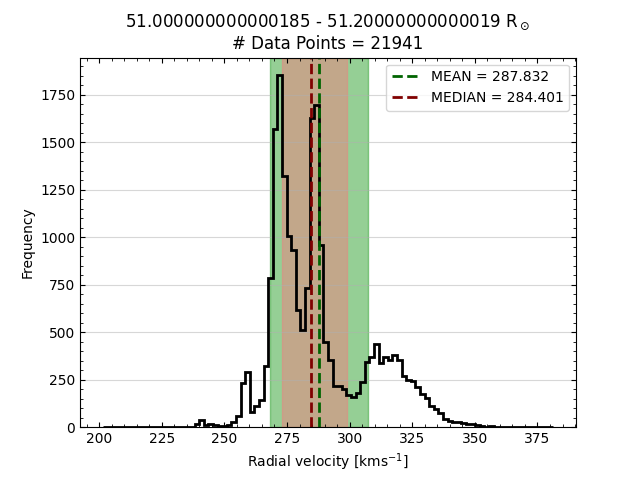 51.000000000000185 - 51.20000000000019 R⊙
# Data Points = 21941
MEAN = 287.832
MEDIAN = 284.401
Frequency
1750
1500
1250
1000
750
500
250
0
200 225 250 275 300 325 350 375
Radial velocity [kms⁻¹]